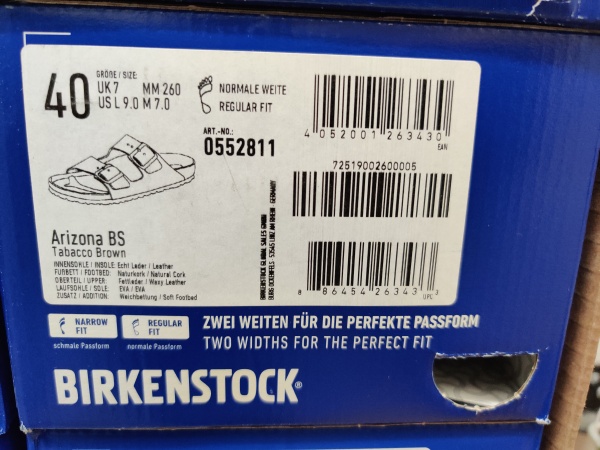 40
GRÖßE / SIZE:
UK 7 MM 260
US L 9.0 M 7.0
NORMALE WEITE
REGULAR FIT
ART.-NO.:
0552811
4 052001 263430
EAN
72519002600005
Arizona BS
Tabacco Brown
INNENSOHLE / INSOLE: Echt Leder / Leather
FUßBETT / FOOTBED: Naturkork / Natural Cork
OBERTEIL / UPPER: Fettleder / Waxy Leather
LAUFSOHLE / SOLE: EVA / EVA
ZUSATZ / ADDITION: Weichbettung / Soft Footbed
BIRKENSTOCK GLOBAL SALES GMBH
8 86454 26343 3
UPC
NARROW FIT
schmale Passform
REGULAR FIT
normale Passform
ZWEI WEITEN FÜR DIE PERFEKTE PASSFORM
TWO WIDTHS FOR THE PERFECT FIT
BIRKENSTOCK®